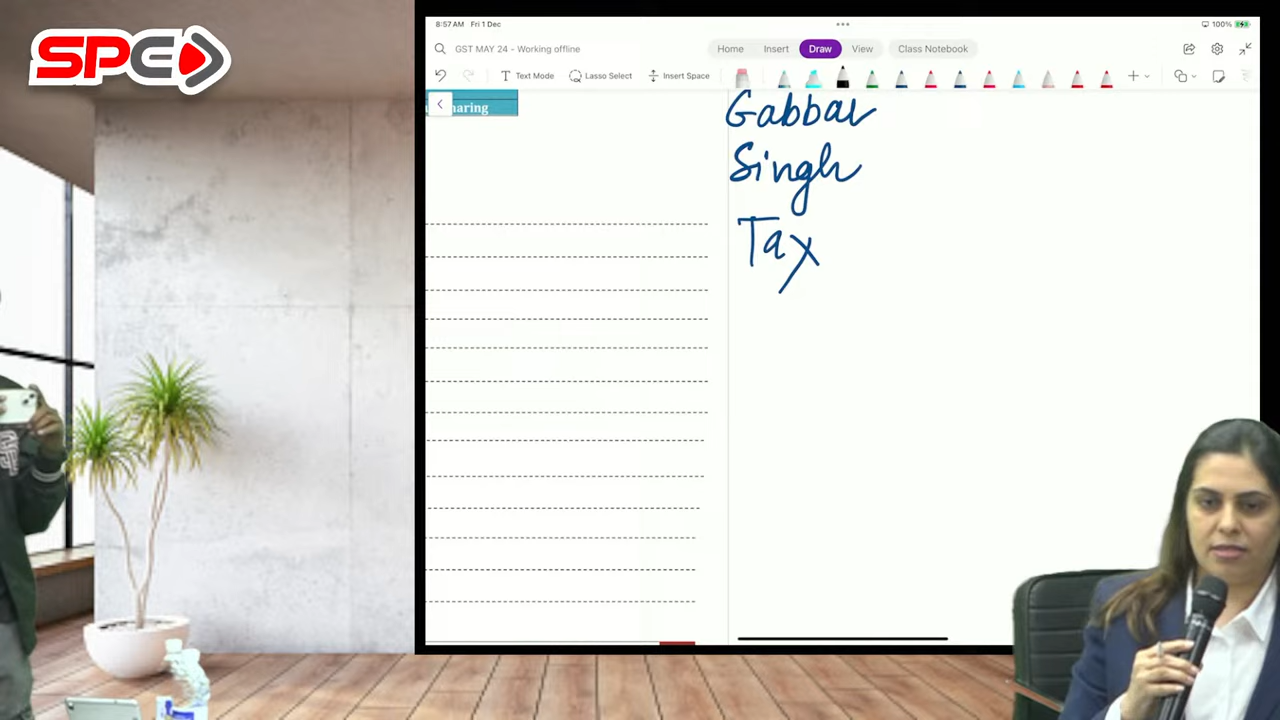 SPED
8:57 AM Fri 1 Dec
100%
GST MAY 24 - Working offline
Home Insert Draw View Class Notebook
Text Mode Lasso Select Insert Space
haring
Gabbar
Singh
Tax